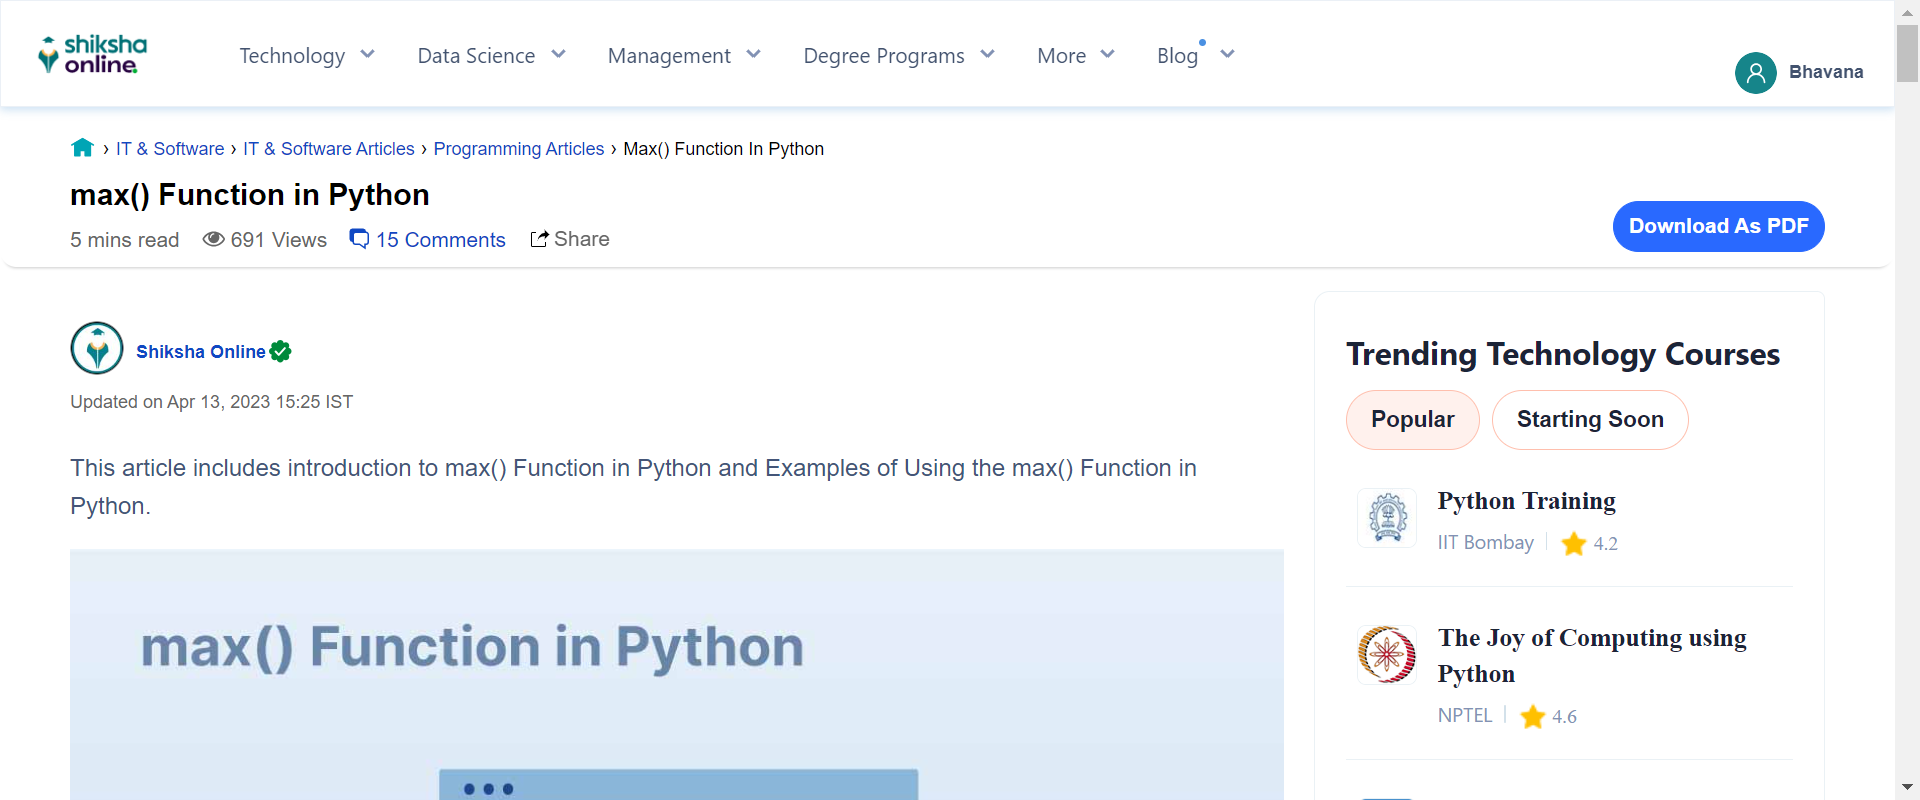 shiksha
online.
Technology
Data Science
Management
Degree Programs
More
Blog
Bhavana
› IT & Software › IT & Software Articles › Programming Articles › Max() Function In Python
max() Function in Python
5 mins read
691 Views
15 Comments
Share
Download As PDF
Shiksha Online
Updated on Apr 13, 2023 15:25 IST
This article includes introduction to max() Function in Python and Examples of Using the max() Function in
Python.
max() Function in Python
Trending Technology Courses
Popular
Starting Soon
Python Training
IIT Bombay
4.2
The Joy of Computing using
Python
NPTEL
4.6